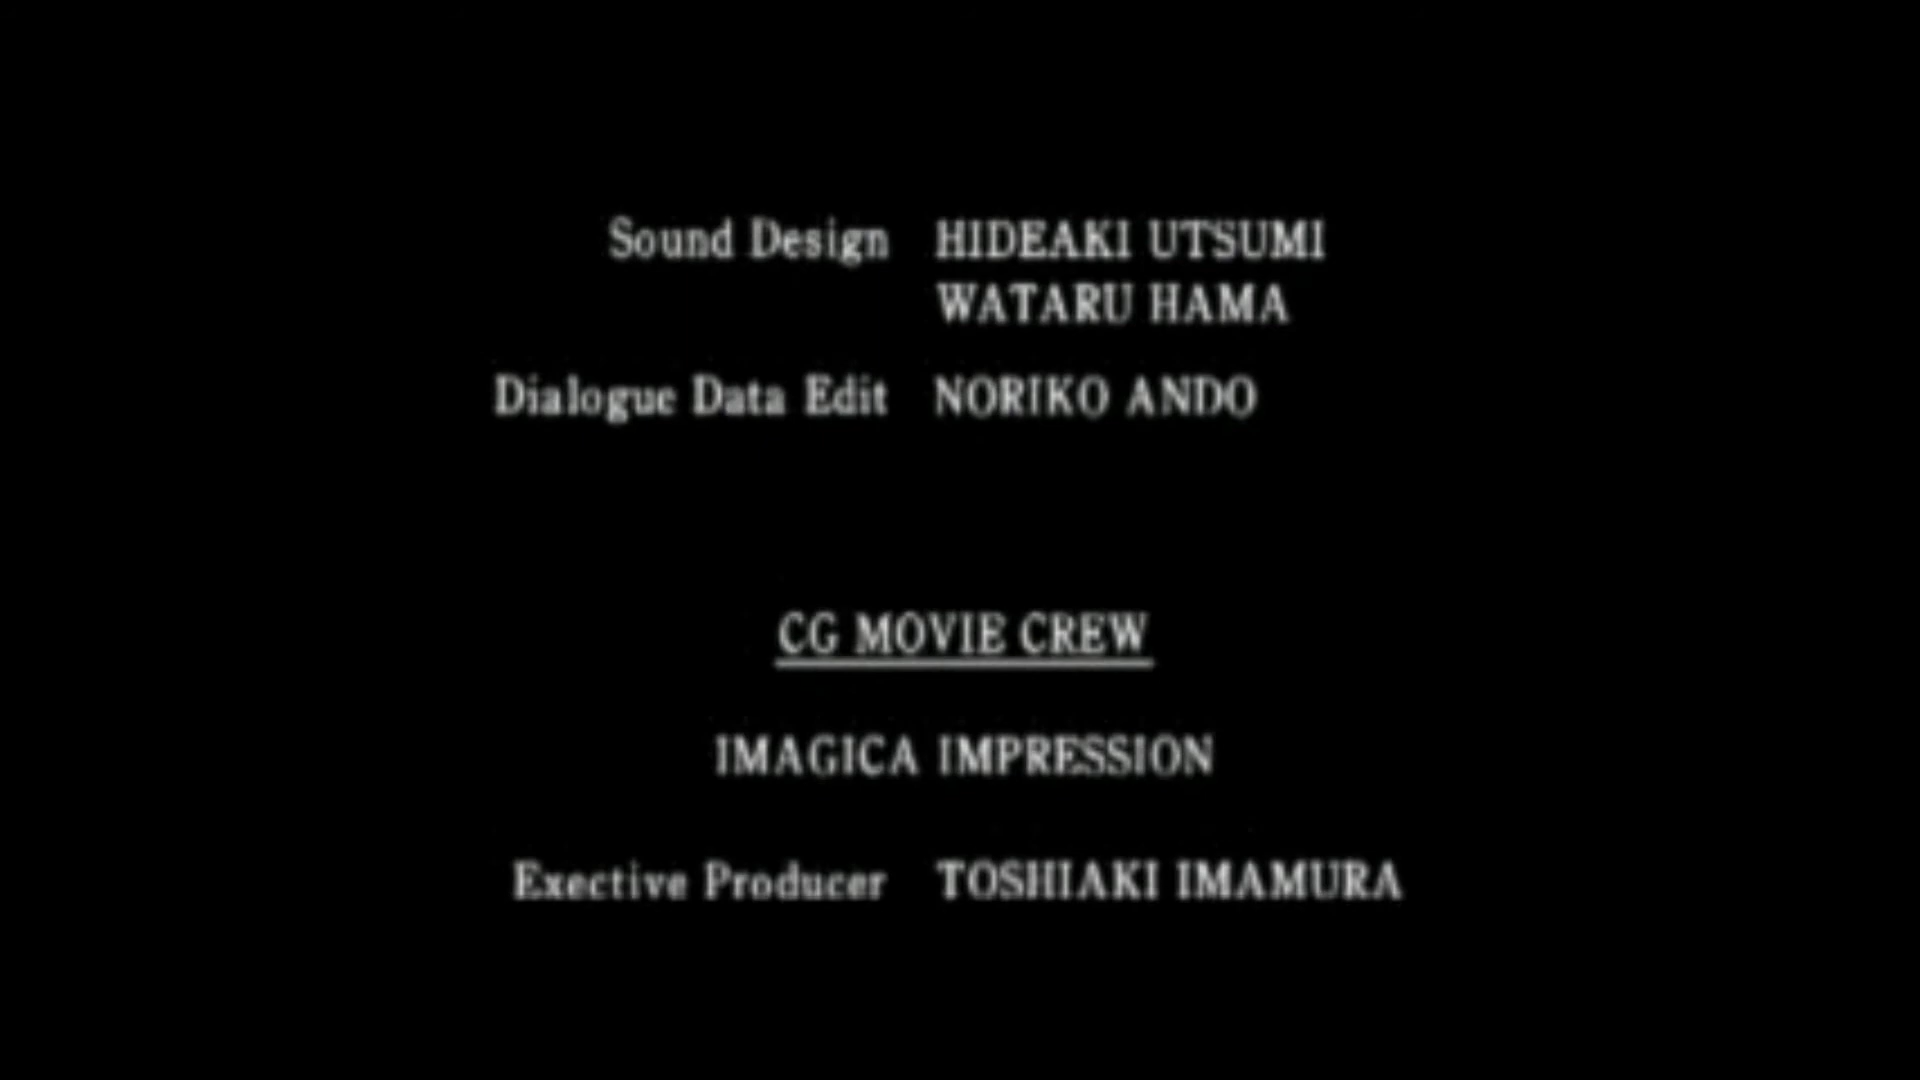 Sound Design HIDEAKI UTSUMI
WATARU HAMA
Dialogue Data Edit NORIKO ANDO
CG MOVIE CREW
IMAGICA IMPRESSION
Exective Producer TOSHIAKI IMAMURA